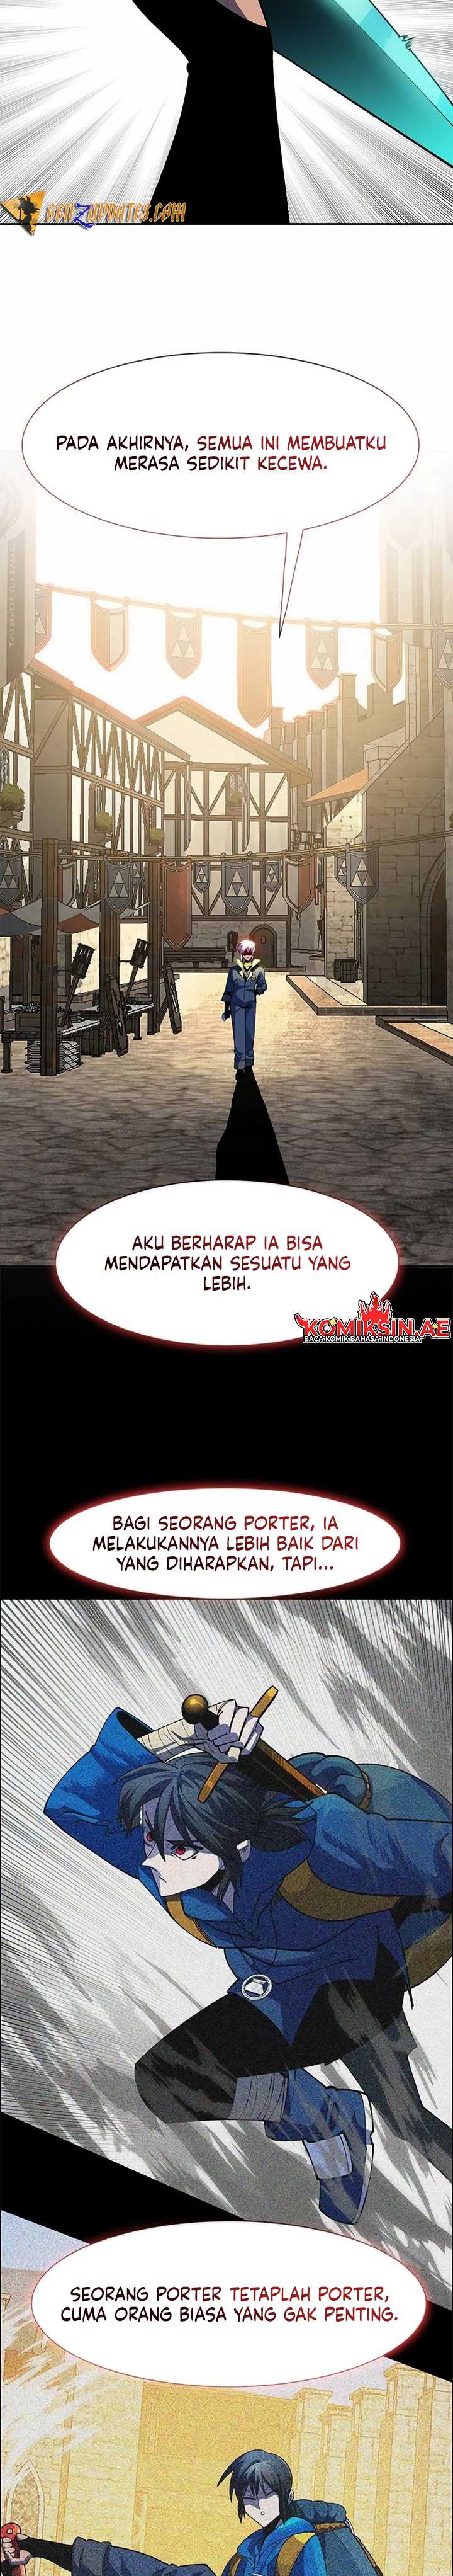 GENZUPDATES.COM
PADA AKHIRNYA, SEMUA INI MEMBUATKU
MERASA SEDIKIT KECEWA.
AKU BERHARAP IA BISA
MENDAPATKAN SESUATU YANG
LEBIH.
KOMIKSIN.AE
BACA KOMIK BAHASA INDONESIA
BAGI SEORANG PORTER, IA
MELAKUKANNYA LEBIH BAIK DARI
YANG DIHARAPKAN, TAPI...
SEORANG PORTER TETAPLAH PORTER,
CUMA ORANG BIASA YANG GAK PENTING.